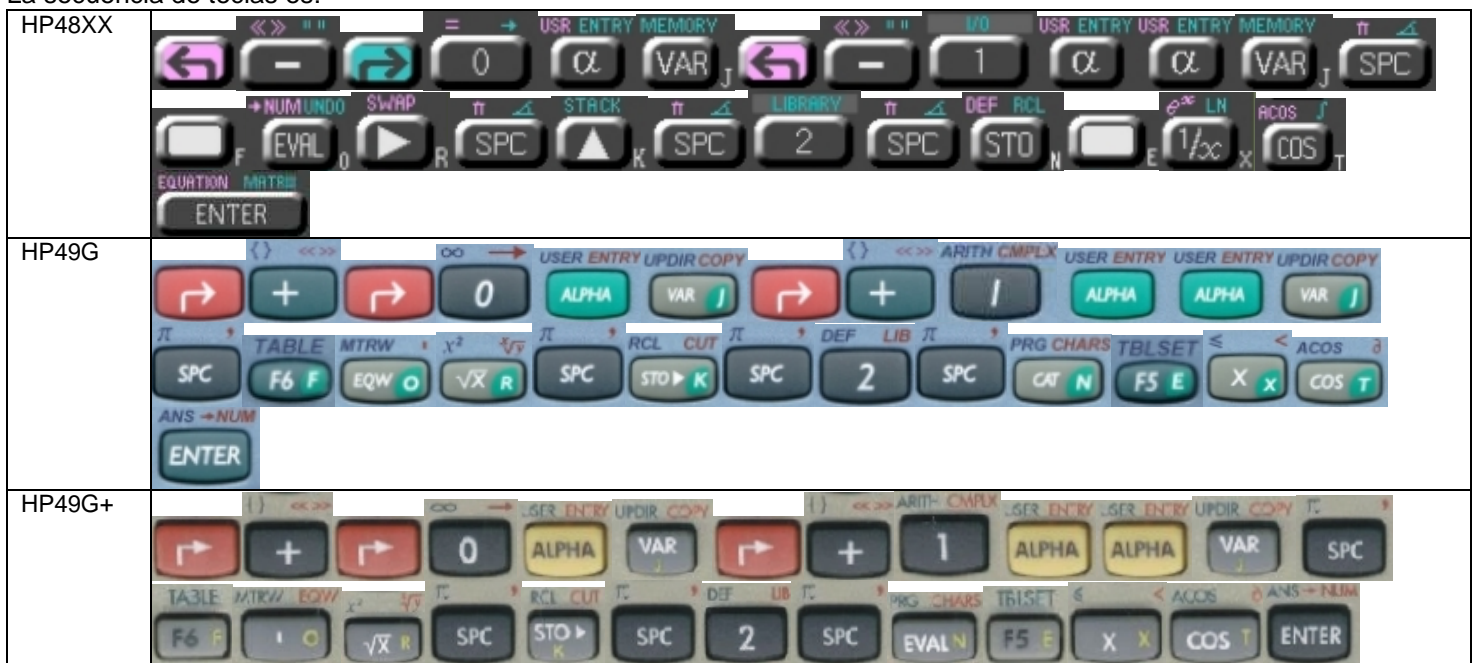 La secuencia de teclas es:
HP48XX
«» "" = → USR ENTRY MEMORY «» "" I/O USR ENTRY USR ENTRY MEMORY π ∡
− 0 α VAR J − 1 α α VAR J SPC
→NUM UNDO SWAP π ∡ STACK π ∡ LIBRARY π ∡ DEF RCL e^x LN ACOS ∫
F EVAL O ▶ R SPC ▲ K SPC 2 SPC STO N E 1/x X COS T
EQUATION MATRIX
ENTER
HP49G
{} «» ∞ → USER ENTRY UPDIR COPY {} «» ARITH CMPLX USER ENTRY USER ENTRY UPDIR COPY
+ 0 ALPHA VAR J + 1 ALPHA ALPHA VAR J
π , TABLE MTRW ' x² ˣ√y π , RCL CUT π , DEF LIB π , PRG CHARS TBLSET ≤ < ACOS ∂
SPC F6 F EQW O √X R SPC STO▶ K SPC 2 SPC CAT N F5 E X X COS T
ANS →NUM
ENTER
HP49G+
{} «» ∞ → USER ENTRY UPDIR COPY {} «» ARITH CMPLX USER ENTRY USER ENTRY UPDIR COPY π ,
+ 0 ALPHA VAR J + 1 ALPHA ALPHA VAR J SPC
TABLE MTRW EQW x² ˣ√y π , RCL CUT π , DEF LIB π , PRG CHARS TBLSET ≤ < ACOS ∂ ANS →NUM
F6 F ' O √X R SPC STO▶ K SPC 2 SPC EVAL N F5 E X X COS T ENTER